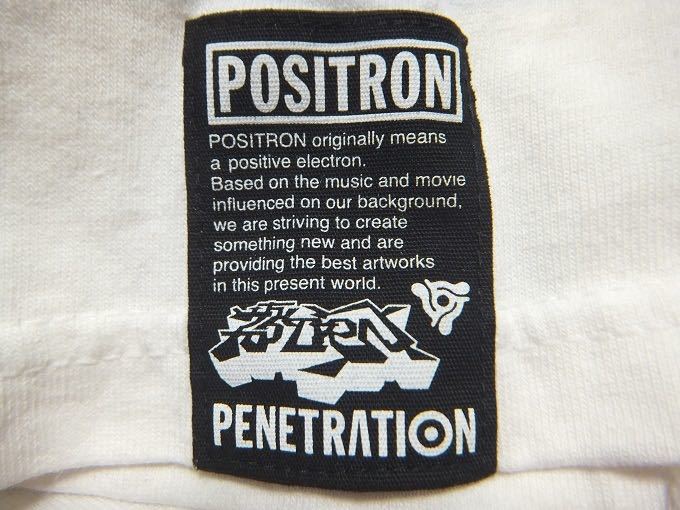 POSITRON
POSITRON originally means
a positive electron.
Based on the music and movie
influenced on our background,
we are striving to create
something new and are
providing the best artworks
in this present world.
PENETRATION